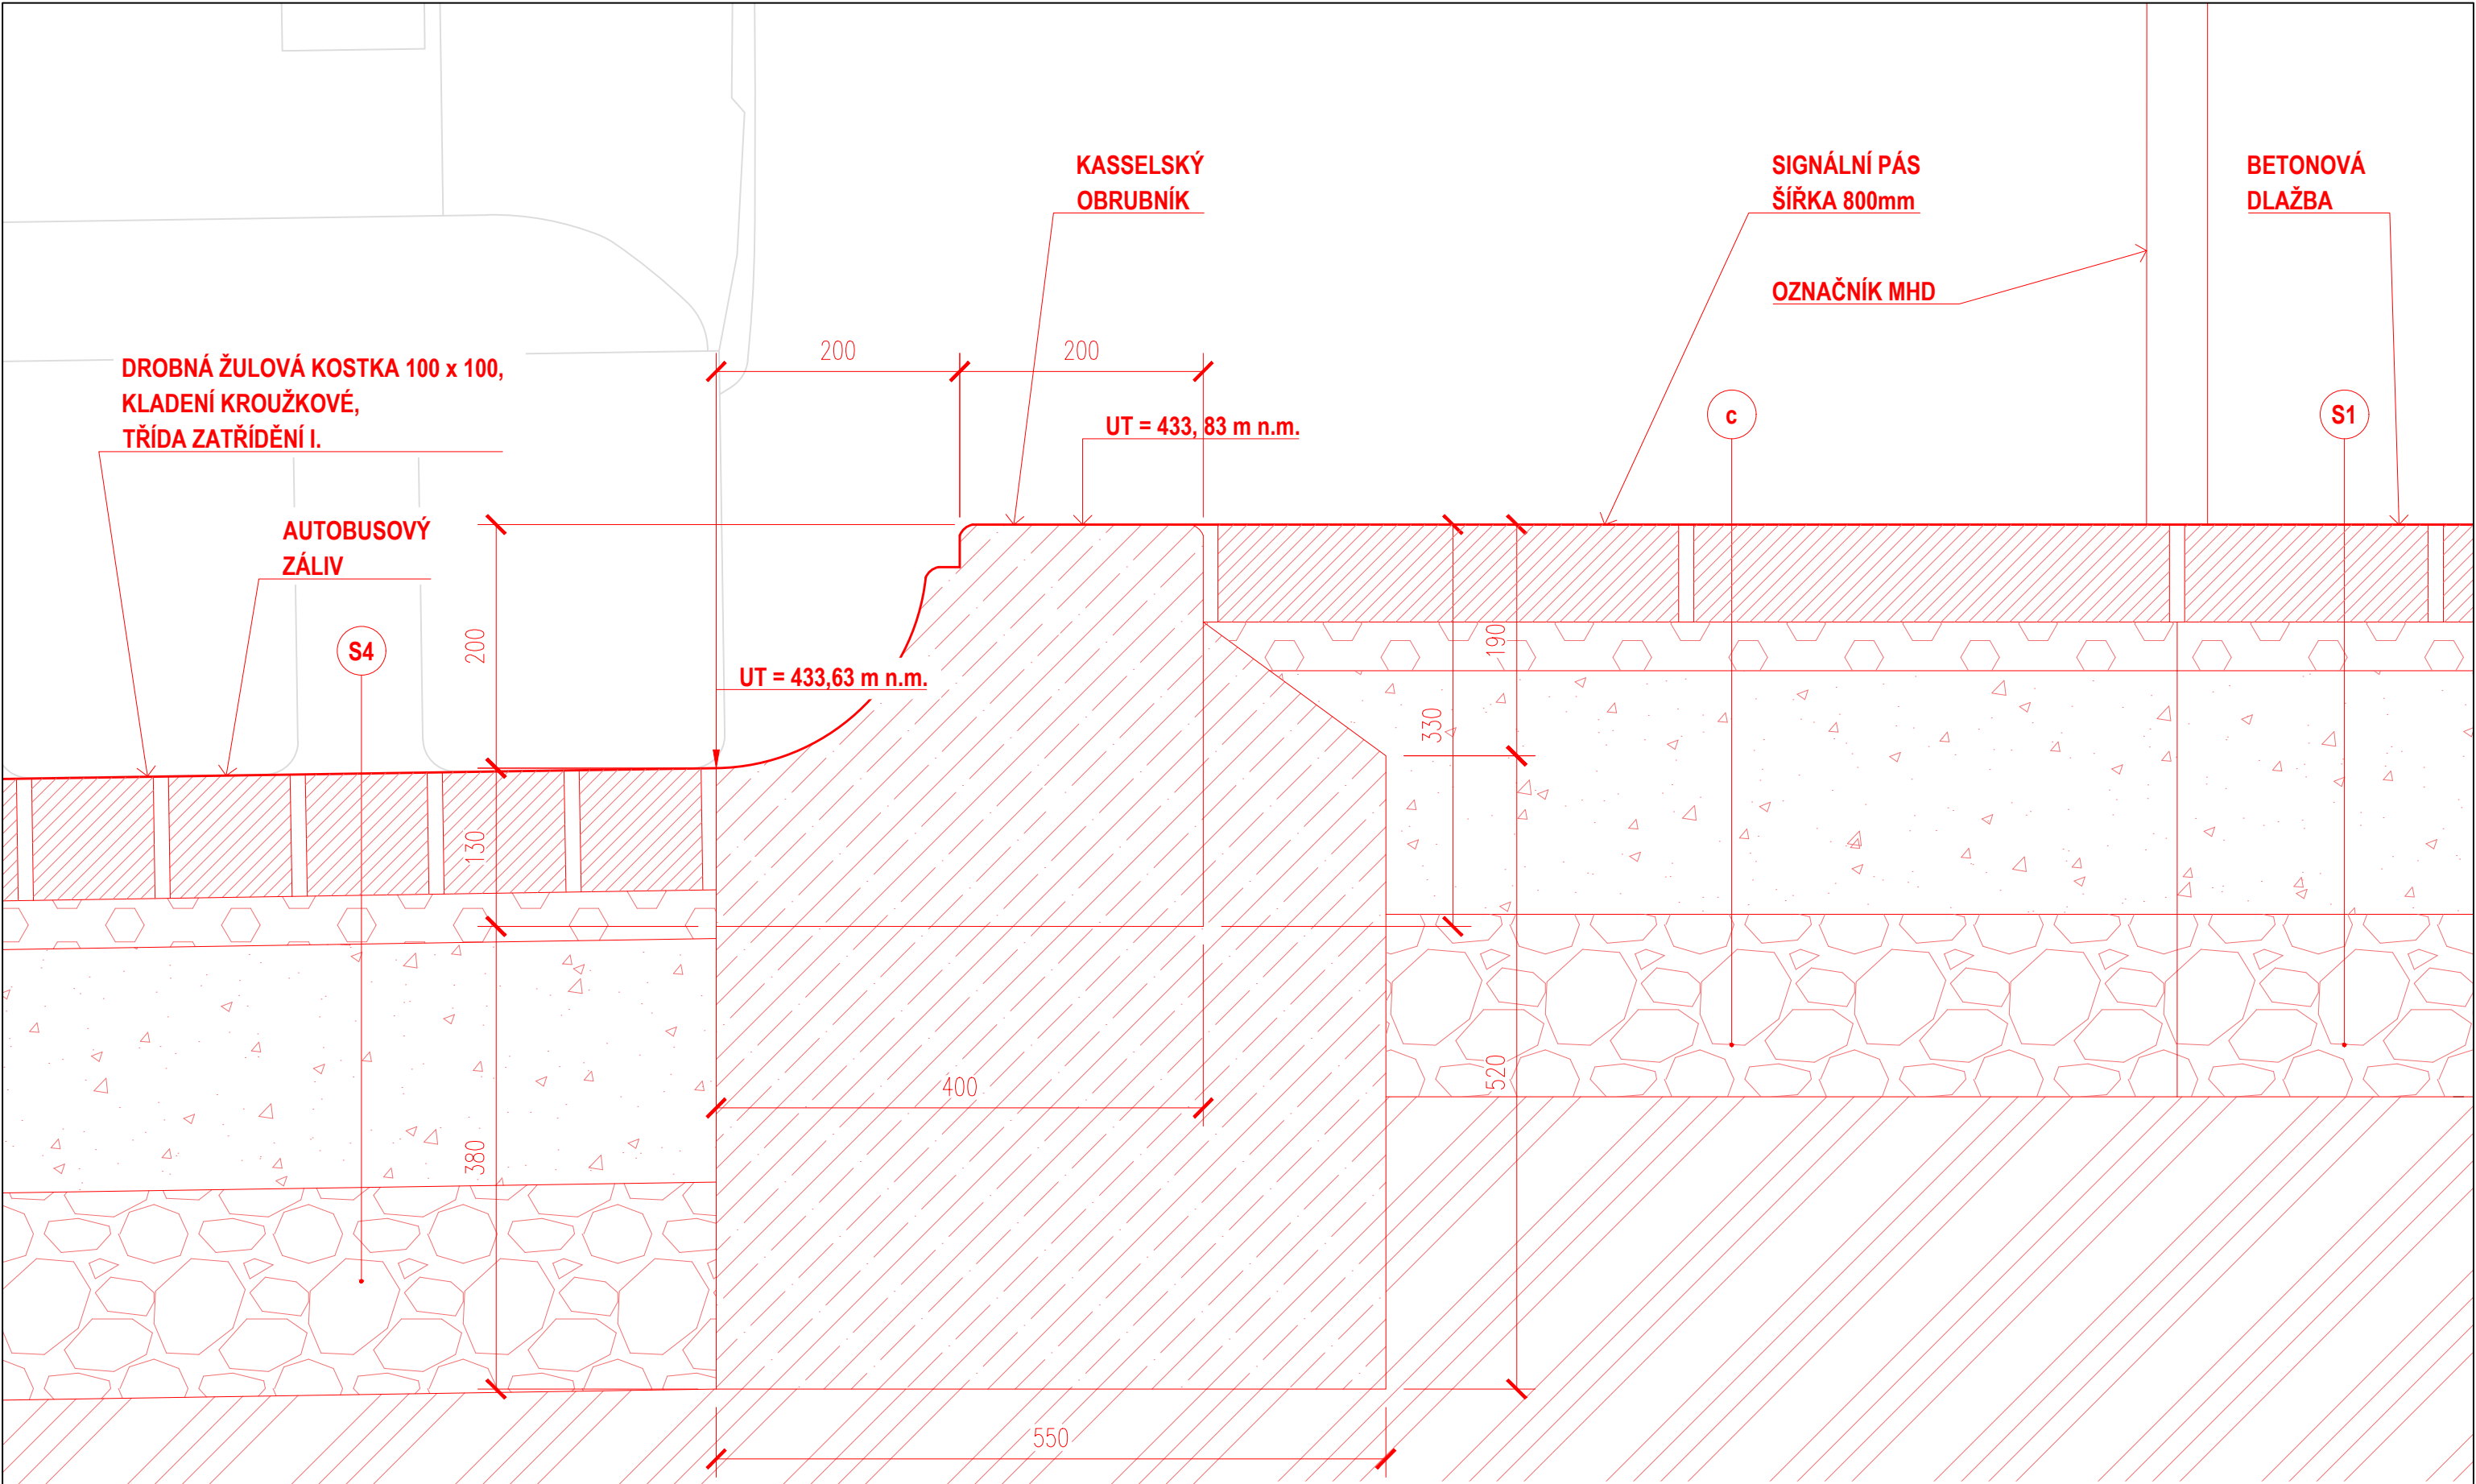 KASSELSKÝ
OBRUBNÍK
SIGNÁLNÍ PÁS
ŠÍŘKA 800mm
BETONOVÁ
DLAŽBA
OZNAČNÍK MHD
200
200
DROBNÁ ŽULOVÁ KOSTKA 100 x 100,
KLADENÍ KROUŽKOVÉ,
TŘÍDA ZATŘÍDĚNÍ I.
UT = 433, 83 m n.m.
c
S1
AUTOBUSOVÝ
ZÁLIV
S4
200
190
UT = 433,63 m n.m.
330
130
400
520
380
550